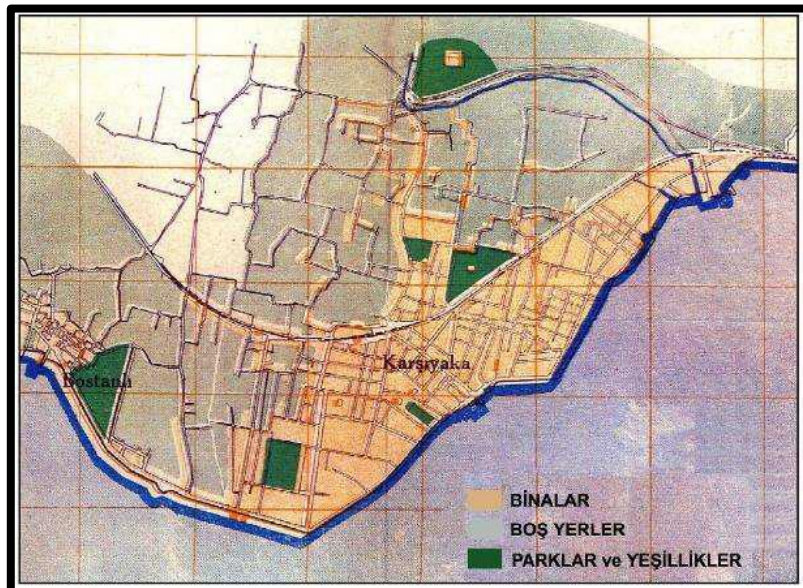 Karşıyaka
Bostanlı
BİNALAR
BOŞ YERLER
PARKLAR ve YEŞİLLİKLER